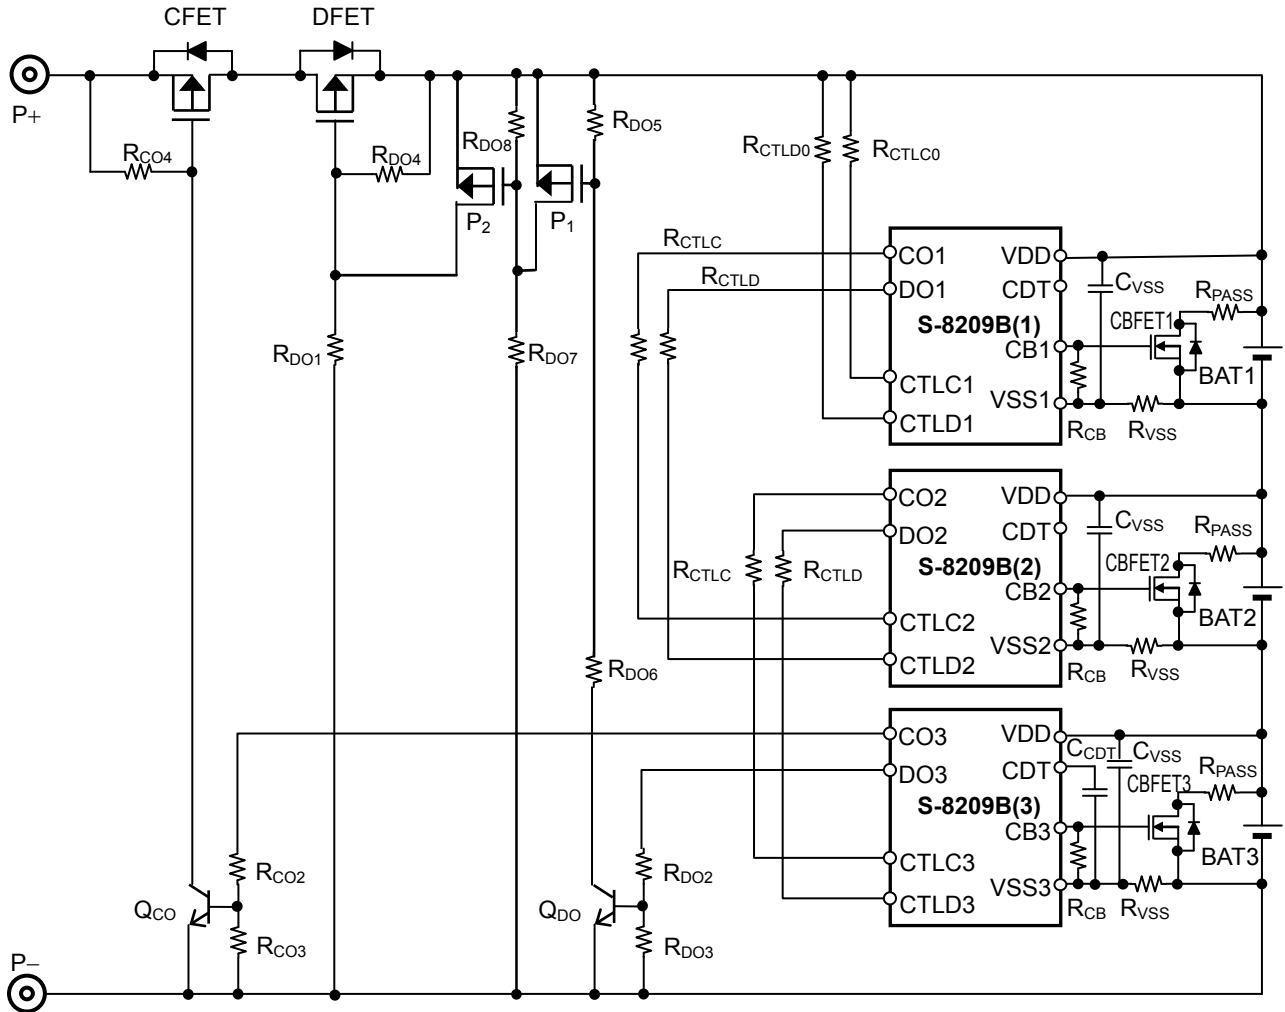 CFET
DFET
P+
RCO4
RDO4
RDO8
RDO5
P2
P1
RCTLD0
RCTLC0
RCTLC
RCTLD
RDO1
RDO7
CO1
VDD
DO1
CDT
S-8209B(1)
CB1
CTLC1
VSS1
CTLD1
CVSS
RPASS
CBFET1
BAT1
RCB
RVSS
CO2
VDD
DO2
CDT
S-8209B(2)
CB2
CTLC2
VSS2
CTLD2
RCTLC
RCTLD
CVSS
RPASS
CBFET2
BAT2
RCB
RVSS
RDO6
CO3
VDD
DO3
CDT
S-8209B(3)
CB3
CTLC3
VSS3
CTLD3
CCDT
CVSS
RPASS
CBFET3
BAT3
RCB
RVSS
RCO2
QCO
RCO3
RDO2
QDO
RDO3
P−